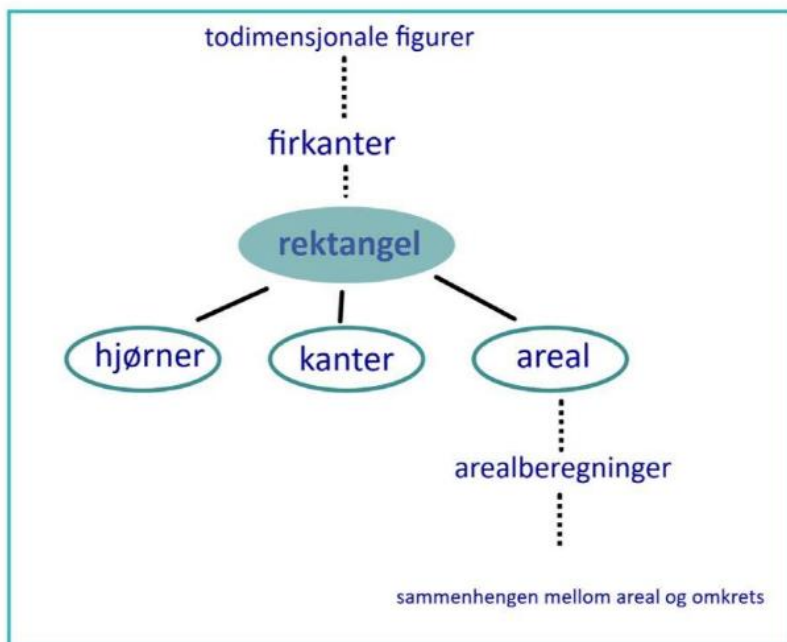 todimensjonale figurer
firkanter
rektangel
hjørner
kanter
areal
arealberegninger
sammenhengen mellom areal og omkrets